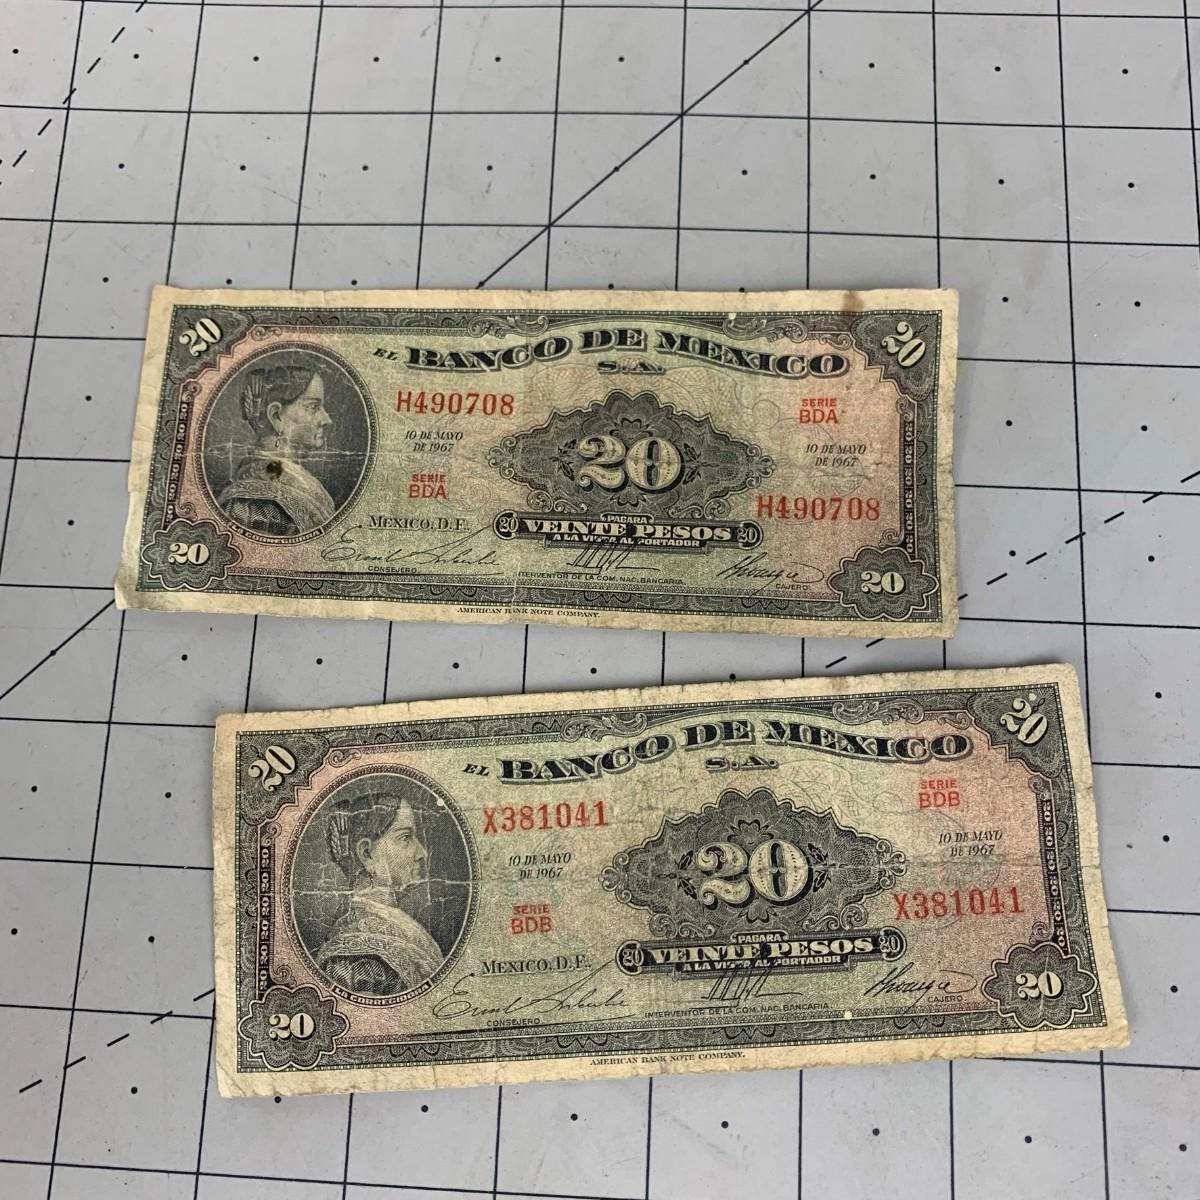 20 20
EL BANCO DE MEXICO
S.A.
H490708
SERIE
BDA
10 DE MAYO
DE 1967
10 DE MAYO
DE 1967
SERIE
BDA
H490708
20
MEXICO, D.F.,
PAGARA
20 VEINTE PESOS 20
A LA VISTA AL PORTADOR
LA CORREGIDORA
20 20
CONSEJERO
INTERVENTOR DE LA COM. NAC. BANCARIA.
CAJERO
AMERICAN BANK NOTE COMPANY.
20 20
EL BANCO DE MEXICO
S.A.
X381041
SERIE
BDB
10 DE MAYO
DE 1967
10 DE MAYO
DE 1967
SERIE
BDB
X381041
20
MEXICO, D.F.,
PAGARA
20 VEINTE PESOS 20
A LA VISTA AL PORTADOR
LA CORREGIDORA
20 20
CONSEJERO
INTERVENTOR DE LA COM. NAC. BANCARIA
CAJERO
AMERICAN BANK NOTE COMPANY.